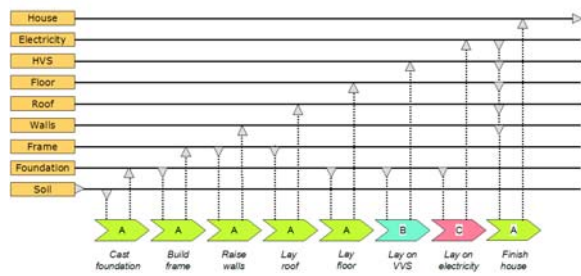 House
Electricity
HVS
Floor
Roof
Walls
Frame
Foundation
Soil
A A A A A B C A
Cast Build Raise Lay Lay Lay on Lay on Finish
foundation frame walls roof floor VVS electricity house